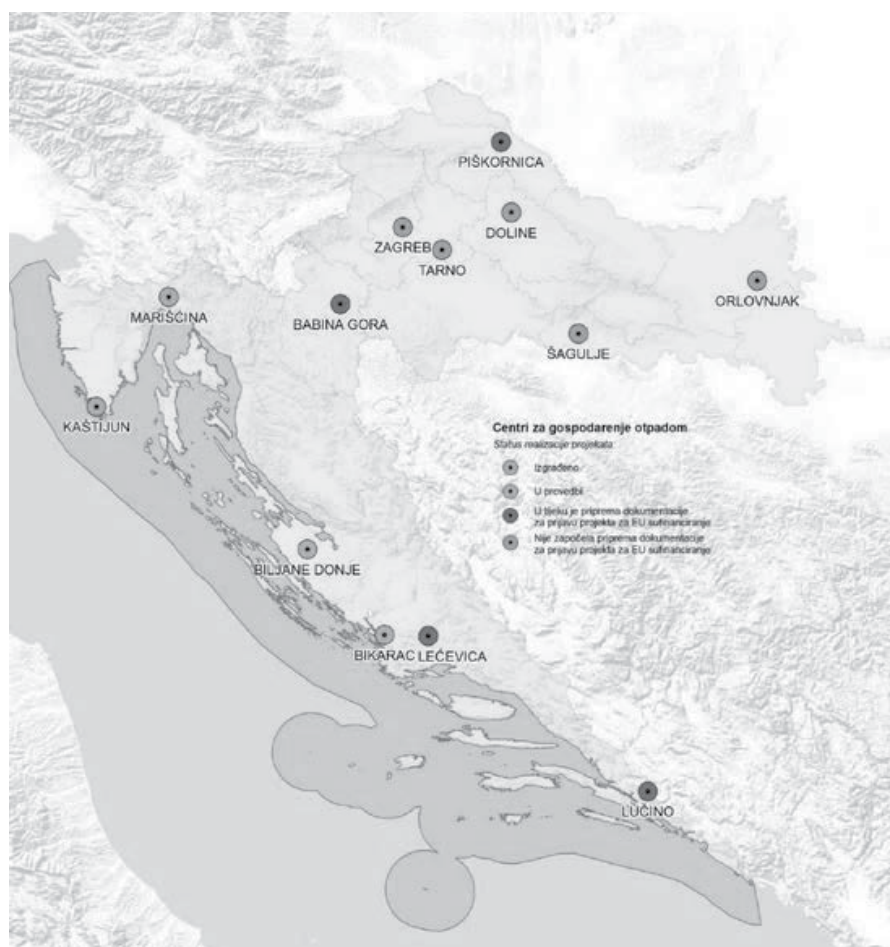 PIŠKORNICA
DOLINE
ZAGREB
TARNO
ORLOVNJAK
MARIŠĆINA
BABINA GORA
ŠAGULJE
KAŠTIJUN
Centri za gospodarenje otpadom
Status realizacije projekata:
Izgrađeno
U provedbi
U tijeku je priprema dokumentacije
za prijavu projekta za EU sufinanciranje
Nije započela priprema dokumentacije
za prijavu projekta za EU sufinanciranje
BILJANE DONJE
BIKARAC
LEĆEVICA
LUČINO